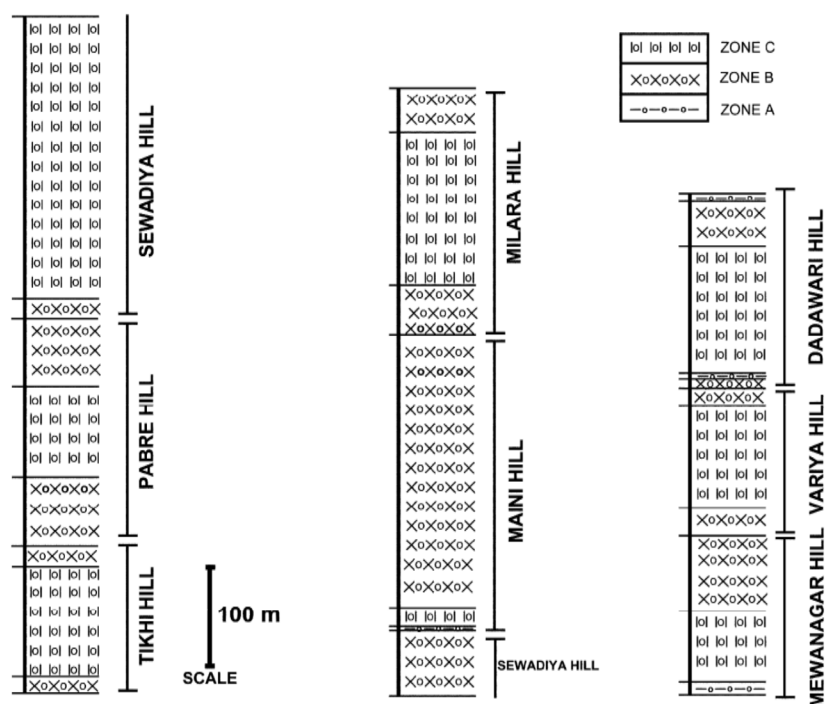 ZONE C
ZONE B
ZONE A
SEWADIYA HILL
PABRE HILL
TIKHI HILL
100 m
SCALE
MILARA HILL
MAINI HILL
SEWADIYA HILL
DADAWARI HILL
VARIYA HILL
MEWANAGAR HILL